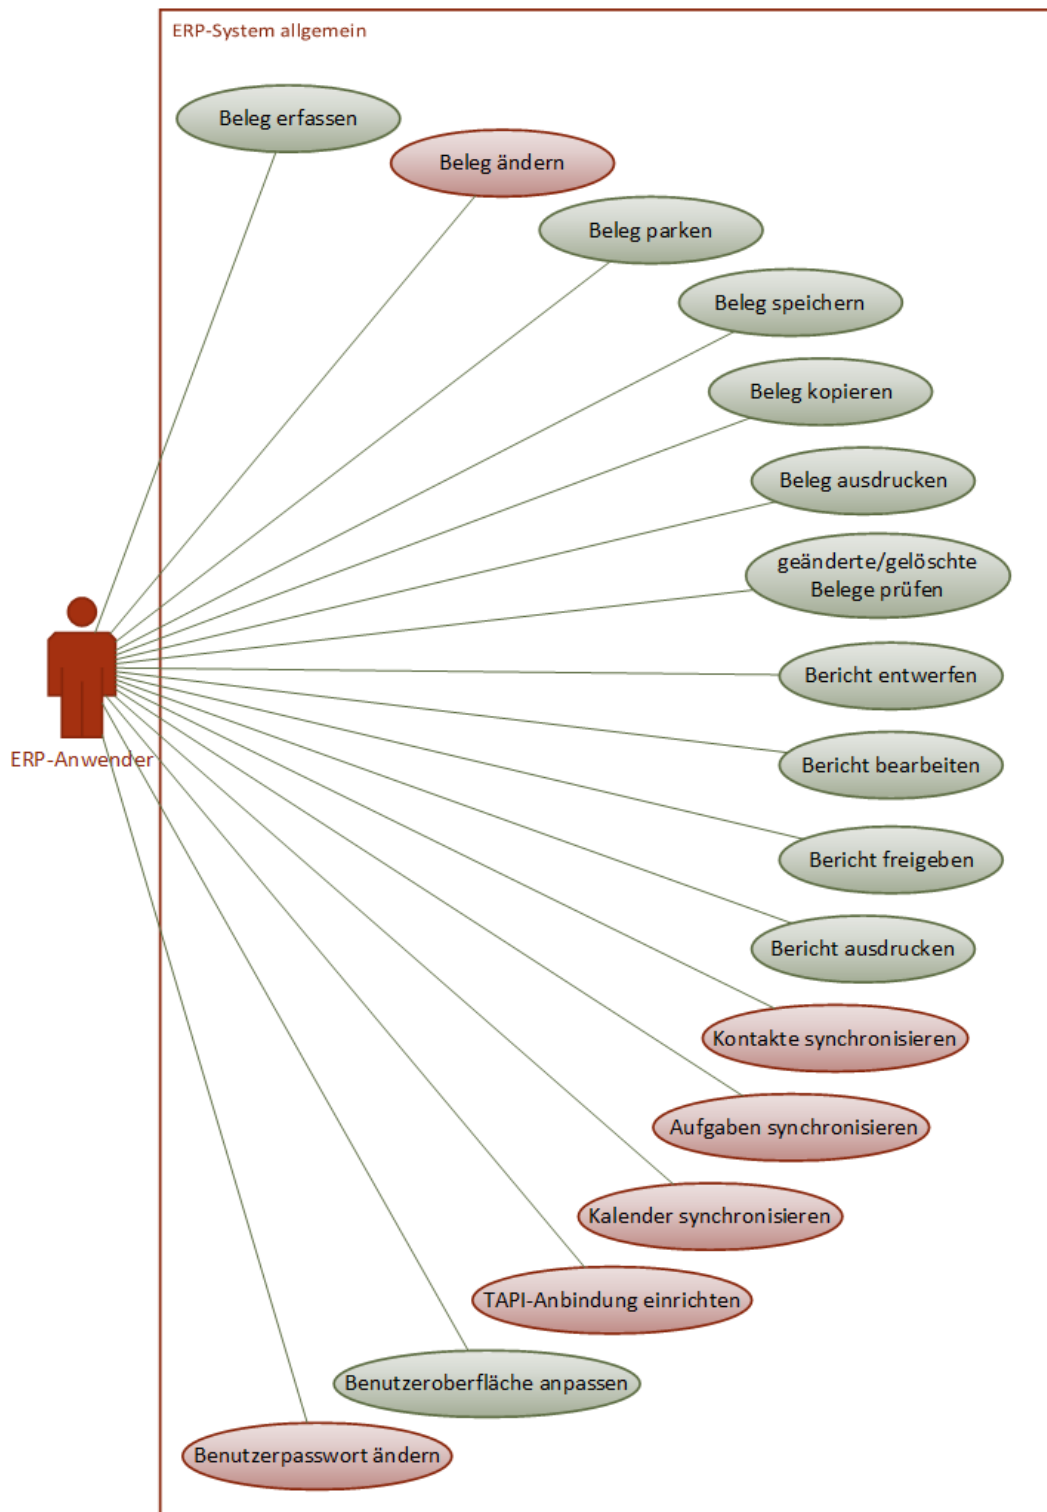 ERP-System allgemein
Beleg erfassen
Beleg ändern
Beleg parken
Beleg speichern
Beleg kopieren
Beleg ausdrucken
geänderte/gelöschte
Belege prüfen
Bericht entwerfen
ERP-Anwender
Bericht bearbeiten
Bericht freigeben
Bericht ausdrucken
Kontakte synchronisieren
Aufgaben synchronisieren
Kalender synchronisieren
TAPI-Anbindung einrichten
Benutzeroberfläche anpassen
Benutzerpasswort ändern